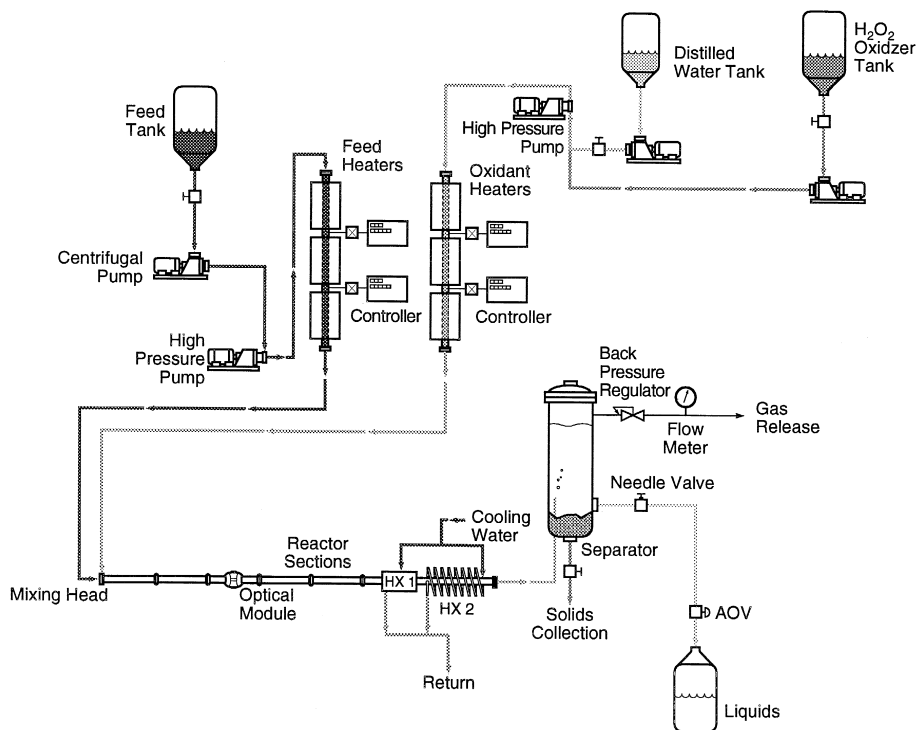 H2O2
Oxidzer
Tank
Distilled
Water Tank
Feed
Tank
High Pressure
Pump
Feed
Heaters
Oxidant
Heaters
Centrifugal
Pump
Controller
Controller
High
Pressure
Pump
Back
Pressure
Regulator
Flow
Meter
Gas
Release
Needle Valve
Cooling
Water
Reactor
Sections
Separator
HX 1
Mixing Head
Optical
Module
HX 2
Solids
Collection
AOV
Return
Liquids